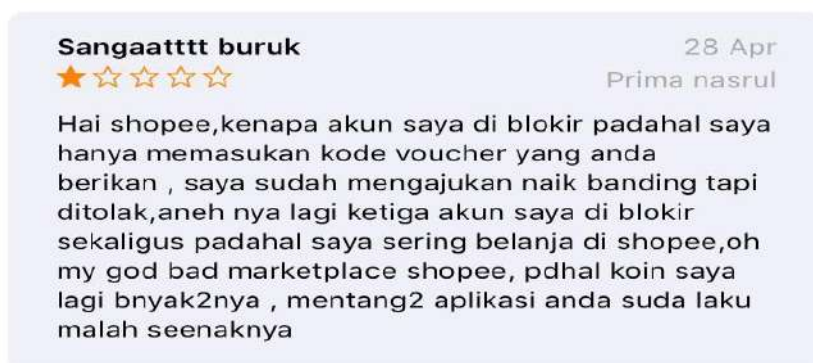 Sangaatttt buruk
28 Apr
Prima nasrul
Hai shopee,kenapa akun saya di blokir padahal saya
hanya memasukan kode voucher yang anda
berikan , saya sudah mengajukan naik banding tapi
ditolak,aneh nya lagi ketiga akun saya di blokir
sekaligus padahal saya sering belanja di shopee,oh
my god bad marketplace shopee, pdhal koin saya
lagi bnyak2nya , mentang2 aplikasi anda suda laku
malah seenaknya